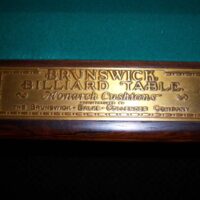 BRUNSWICK
BILLIARD TABLE.
"Monarch Cushions"
THE BRUNSWICK - BALKE - COLLENDER COMPANY